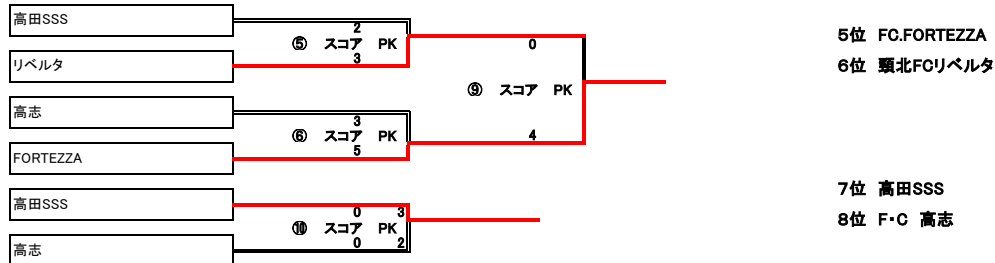 高田SSS
2
⑤ スコア PK
3
リベルタ
0
⑨ スコア PK
4
高志
3
⑥ スコア PK
5
FORTEZZA
高田SSS
0 3
⑩ スコア PK
0 2
高志
5位 FC.FORTEZZA
6位 頸北FCリベルタ
7位 高田SSS
8位 F・C 高志